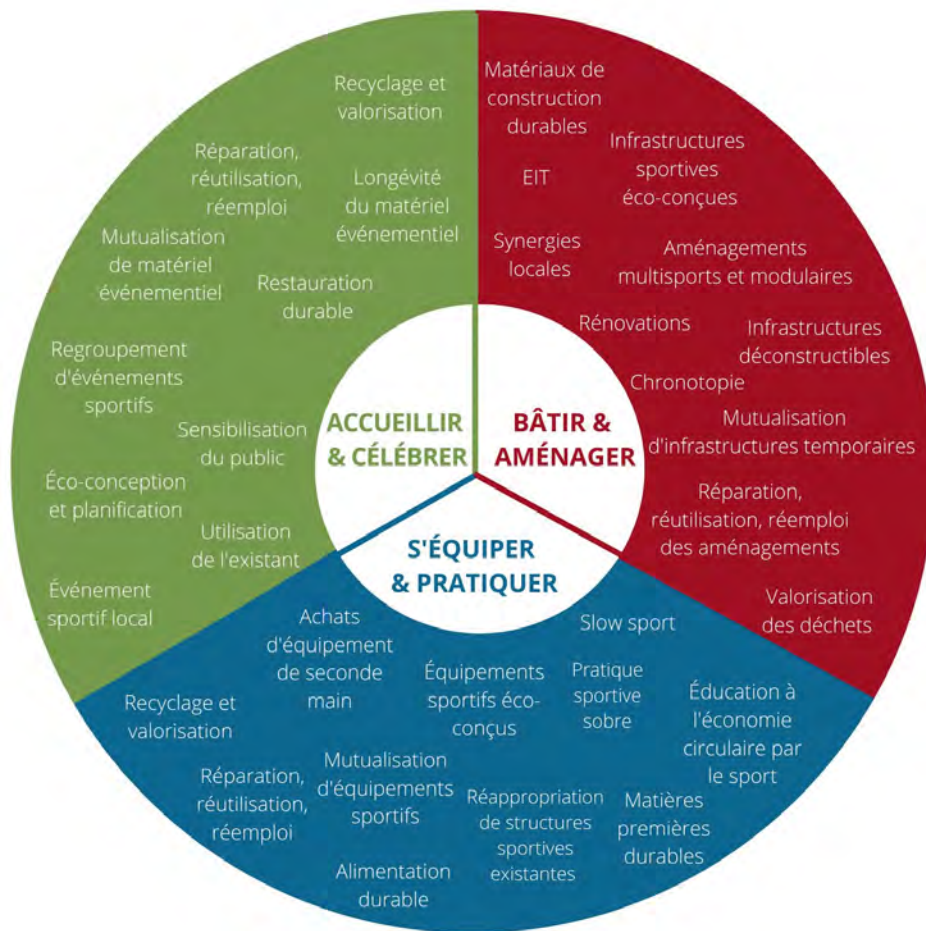 Recyclage et
valorisation
Réparation,
réutilisation,
réemploi
Longévité
du matériel
événementiel
Mutualisation
de matériel
événementiel
Restauration
durable
Regroupement
d'événements
sportifs
Sensibilisation
du public
Éco-conception
et planification
Utilisation
de l'existant
Événement
sportif local
ACCUEILLIR
& CÉLÉBRER
Matériaux de
construction
durables
Infrastructures
sportives
éco-conçues
EIT
Synergies
locales
Aménagements
multisports et modulaires
Rénovations
Infrastructures
déconstructibles
Chronotopie
Mutualisation
d'infrastructures temporaires
Réparation,
réutilisation, réemploi
des aménagements
Valorisation
des déchets
BÂTIR &
AMÉNAGER
S'ÉQUIPER
& PRATIQUER
Achats
d'équipement
de seconde
main
Slow sport
Équipements
sportifs éco-
conçus
Pratique
sportive
sobre
Éducation à
l'économie
circulaire par
le sport
Recyclage et
valorisation
Réparation,
réutilisation,
réemploi
Mutualisation
d'équipements
sportifs
Réappropriation
de structures
sportives
existantes
Matières
premières
durables
Alimentation
durable